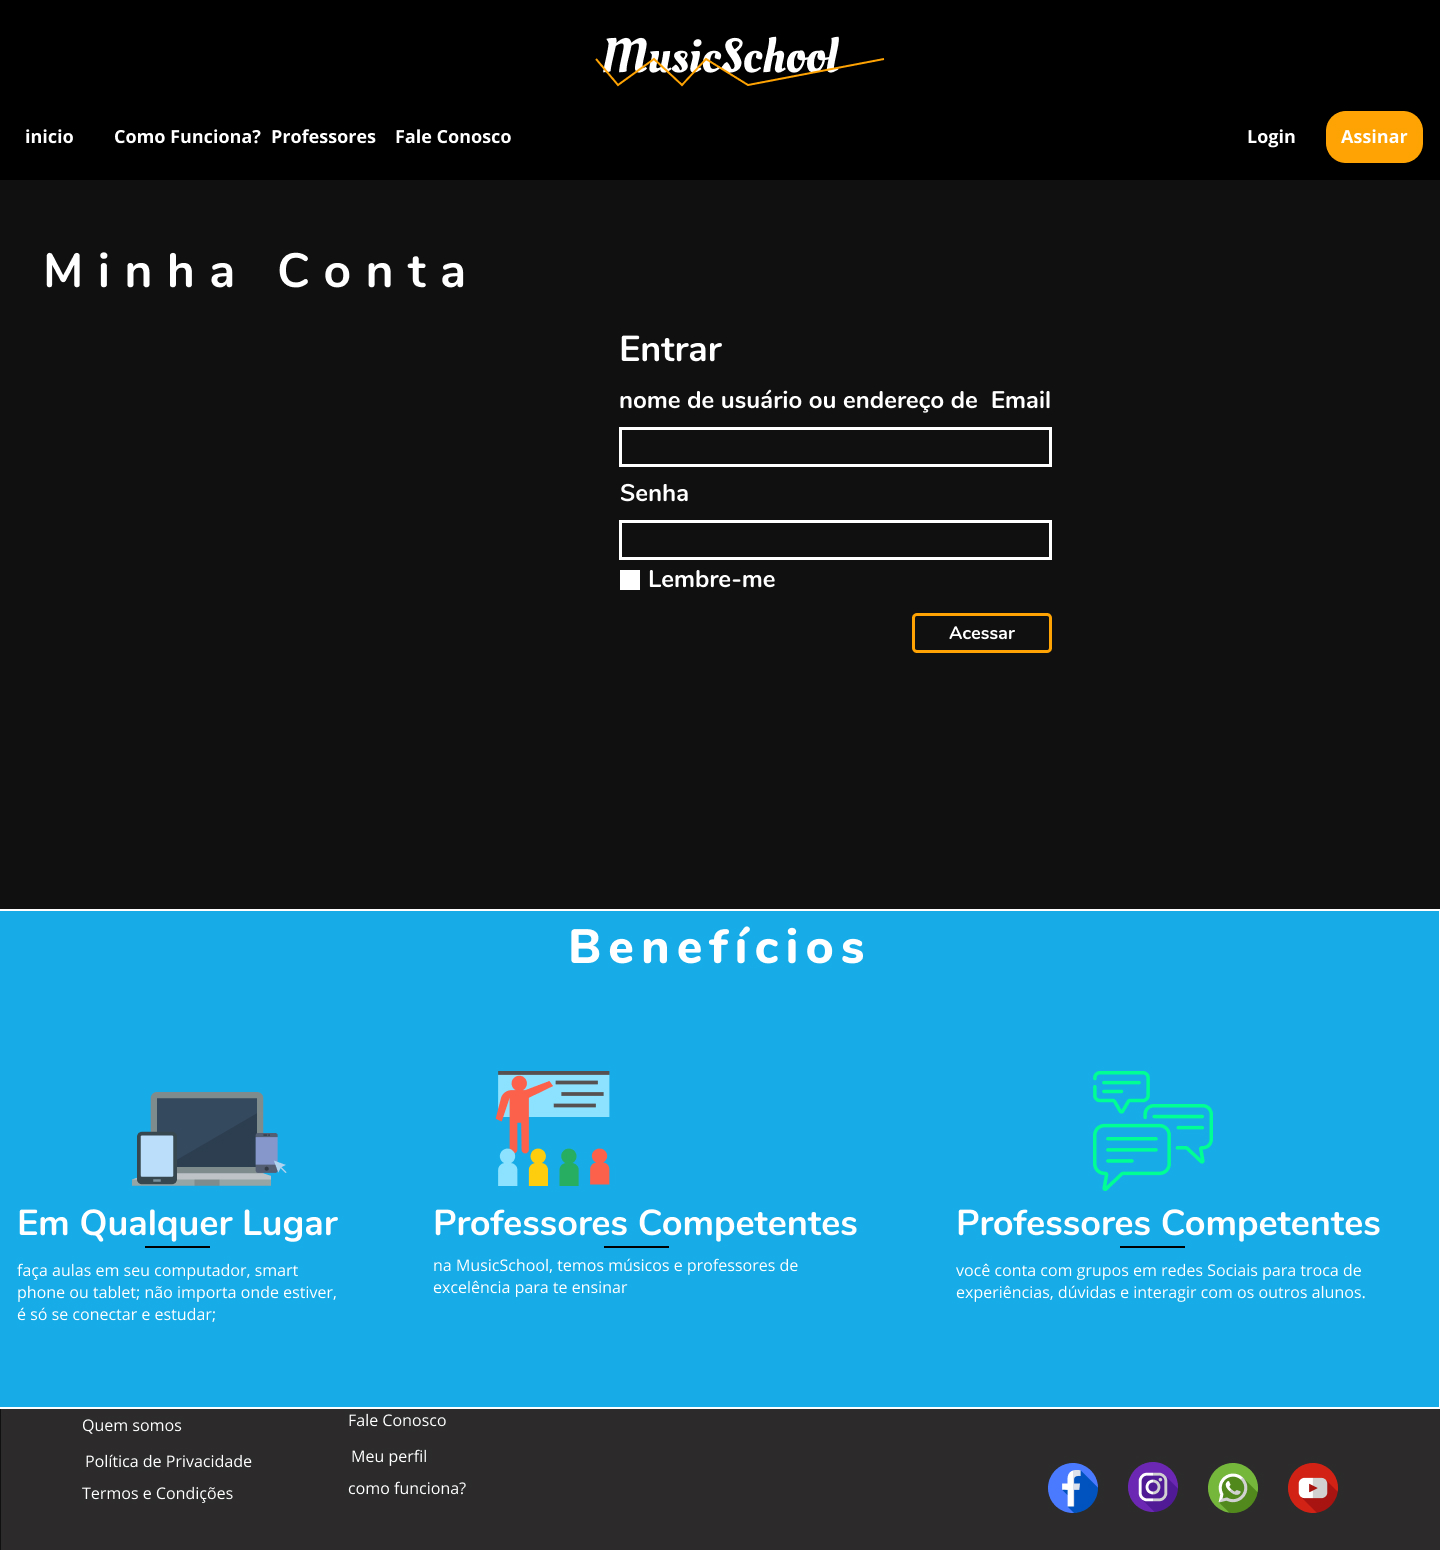 MusicSchool
inicio Como Funciona? Professores Fale Conosco Login Assinar
Minha Conta
Entrar
nome de usuário ou endereço de Email
Senha
Lembre-me
Acessar
Benefícios
Em Qualquer Lugar
faça aulas em seu computador, smart
phone ou tablet; não importa onde estiver,
é só se conectar e estudar;
Professores Competentes
na MusicSchool, temos músicos e professores de
excelência para te ensinar
Professores Competentes
você conta com grupos em redes Sociais para troca de
experiências, dúvidas e interagir com os outros alunos.
Quem somos
Política de Privacidade
Termos e Condições
Fale Conosco
Meu perfil
como funciona?